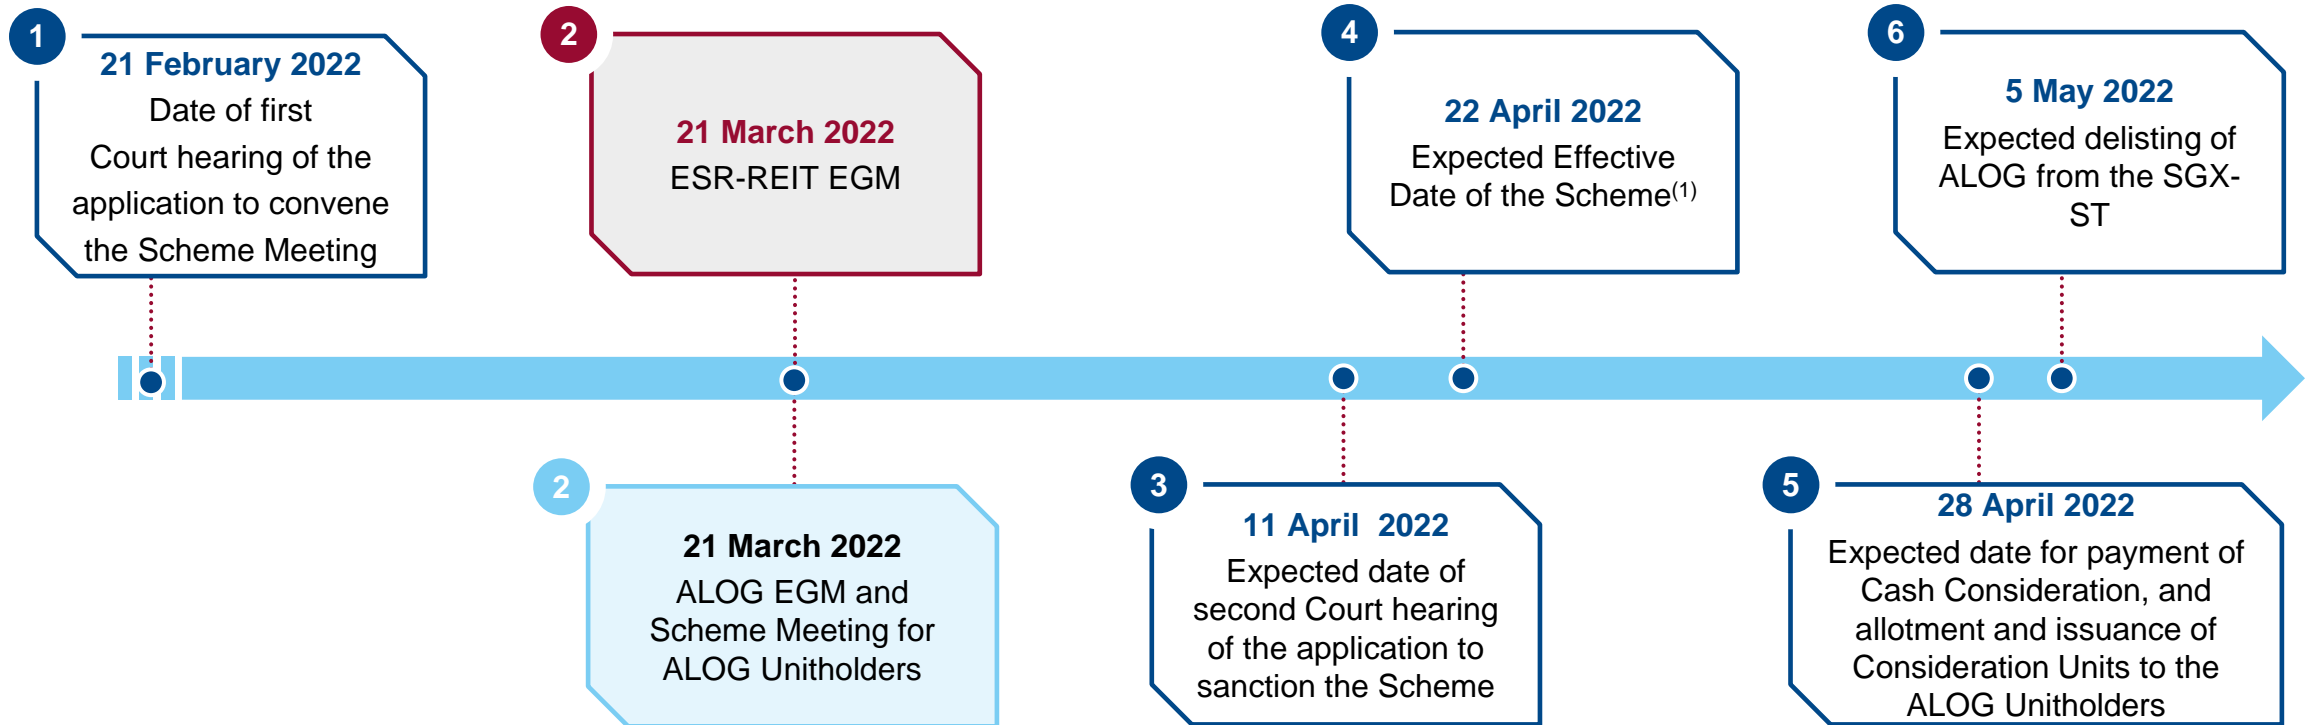 1
21 February 2022
Date of first
Court hearing of the
application to convene
the Scheme Meeting
2
21 March 2022
ESR-REIT EGM
2
21 March 2022
ALOG EGM and
Scheme Meeting for
ALOG Unitholders
3
11 April  2022
Expected date of
second Court hearing
of the application to
sanction the Scheme
4
22 April 2022
Expected Effective
Date of the Scheme(1)
5
28 April 2022
Expected date for payment of
Cash Consideration, and
allotment and issuance of
Consideration Units to the
ALOG Unitholders
6
5 May 2022
Expected delisting of
ALOG from the SGX-
ST